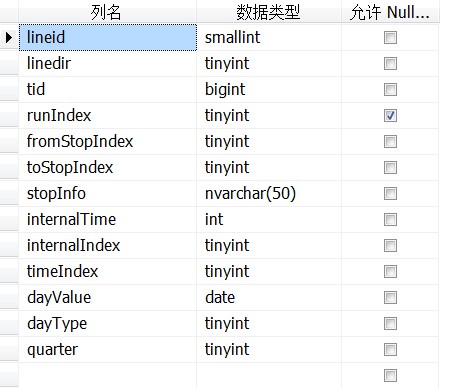 列名 数据类型 允许 Null...
lineid smallint
linedir tinyint
tid bigint
runIndex tinyint
fromStopIndex tinyint
toStopIndex tinyint
stopInfo nvarchar(50)
internalTime int
internalIndex tinyint
timeIndex tinyint
dayValue date
dayType tinyint
quarter tinyint